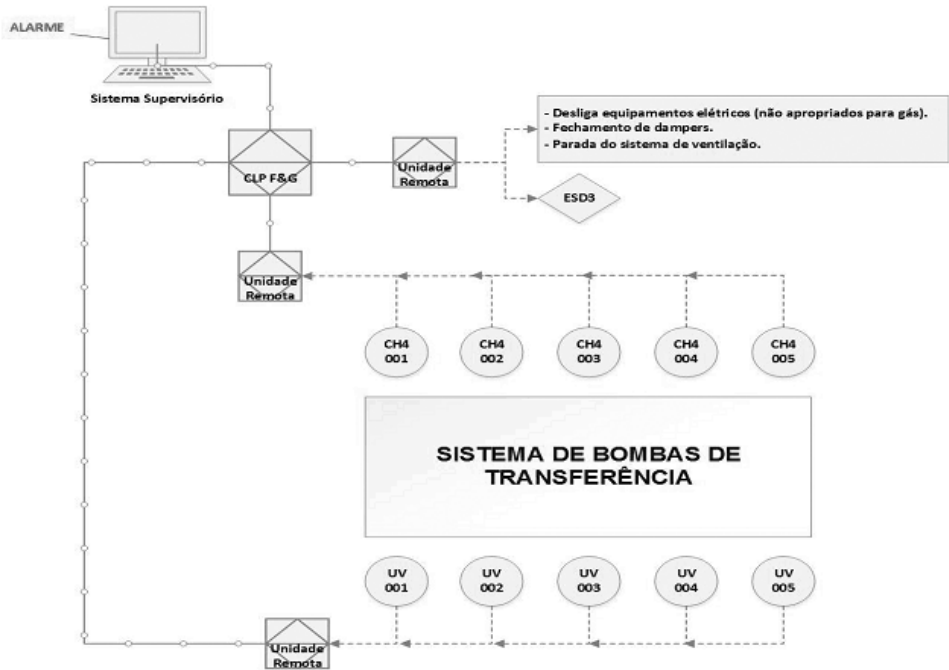 ALARME
Sistema Supervisório
- Desliga equipamentos elétricos (não apropriados para gás).
- Fechamento de dampers.
- Parada do sistema de ventilação.
CLP F&G
Unidade
Remota
ESD3
Unidade
Remota
CH4
001
CH4
002
CH4
003
CH4
004
CH4
005
SISTEMA DE BOMBAS DE
TRANSFERÊNCIA
UV
001
UV
002
UV
003
UV
004
UV
005
Unidade
Remota